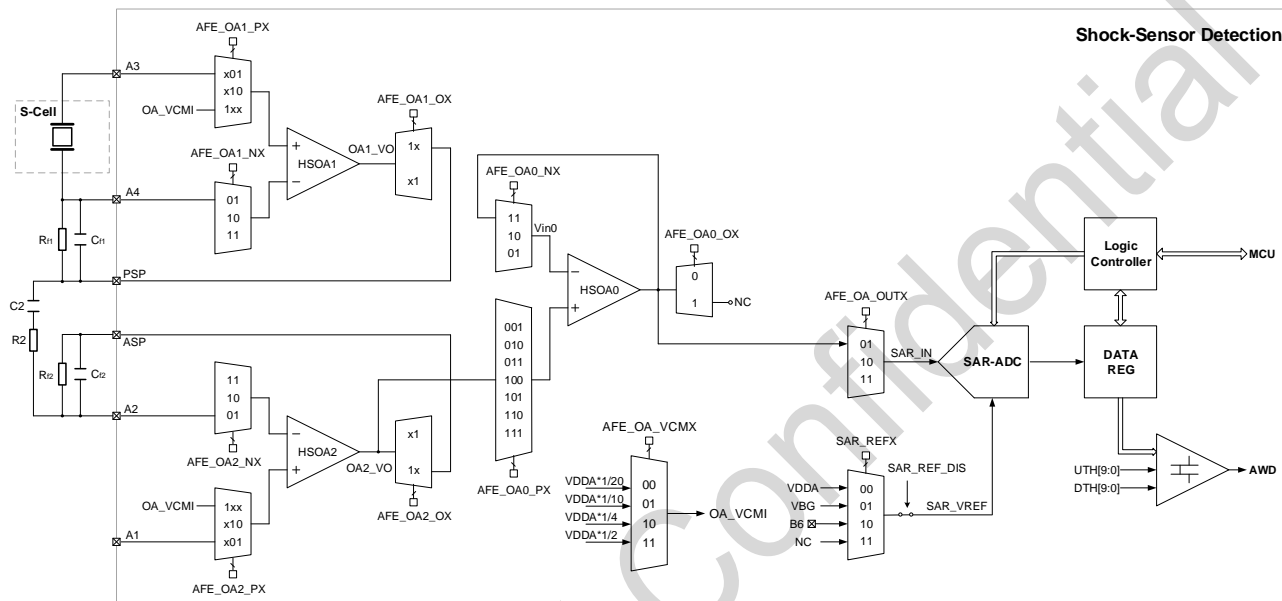 Shock-Sensor Detection
AFE_OA1_PX
A3
x01
x10
1xx
OA_VCMI
S-Cell
AFE_OA1_OX
HSOA1
OA1_VO
1x
x1
AFE_OA1_NX
A4
01
10
11
Rf1
Cf1
PSP
C2
R2
ASP
Rf2
Cf2
A2
11
10
01
AFE_OA2_NX
HSOA2
OA2_VO
x1
1x
AFE_OA2_OX
OA_VCMI
1xx
x10
x01
A1
AFE_OA2_PX
AFE_OA0_NX
11
10
01
Vin0
HSOA0
AFE_OA0_OX
0
1
NC
001
010
011
100
101
110
111
AFE_OA0_PX
AFE_OA_OUTX
01
10
11
SAR_IN
SAR-ADC
Logic
Controller
MCU
DATA
REG
AFE_OA_VCMX
VDDA*1/20
VDDA*1/10
VDDA*1/4
VDDA*1/2
00
01
10
11
OA_VCMI
SAR_REFX
VDDA
VBG
B6
NC
00
01
10
11
SAR_REF_DIS
SAR_VREF
UTH[9:0]
DTH[9:0]
AWD
Confidential